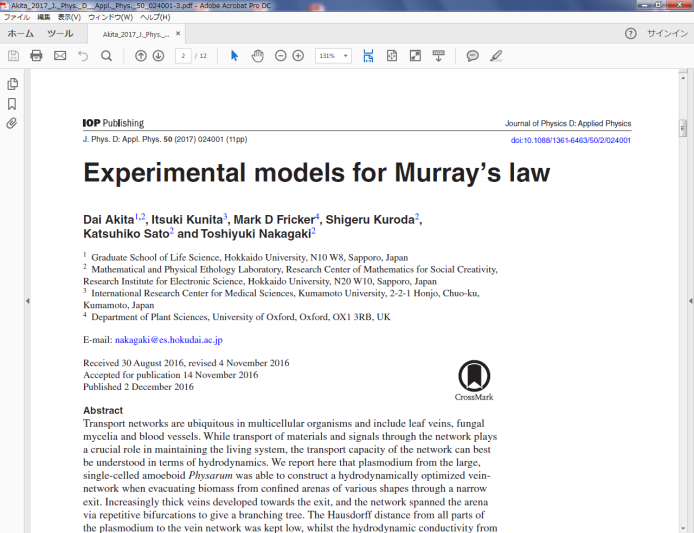 Akita_2017_J._Phys._D__Appl._Phys._50_024001-3.pdf - Adobe Acrobat Pro DC
ファイル 編集 表示(V) ウィンドウ(W) ヘルプ(H)
ホーム ツール Akita_2017_J._Phys._... × サインイン
2 / 12 131%
IOP Publishing Journal of Physics D: Applied Physics
J. Phys. D: Appl. Phys. 50 (2017) 024001 (11pp) doi:10.1088/1361-6463/50/2/024001
Experimental models for Murray's law
Dai Akita1,2, Itsuki Kunita3, Mark D Fricker4, Shigeru Kuroda2,
Katsuhiko Sato2 and Toshiyuki Nakagaki2
1 Graduate School of Life Science, Hokkaido University, N10 W8, Sapporo, Japan
2 Mathematical and Physical Ethology Laboratory, Research Center of Mathematics for Social Creativity,
Research Institute for Electronic Science, Hokkaido University, N20 W10, Sapporo, Japan
3 International Research Center for Medical Sciences, Kumamoto University, 2-2-1 Honjo, Chuo-ku,
Kumamoto, Japan
4 Department of Plant Sciences, University of Oxford, Oxford, OX1 3RB, UK
E-mail: nakagaki@es.hokudai.ac.jp
Received 30 August 2016, revised 4 November 2016
Accepted for publication 14 November 2016
Published 2 December 2016
CrossMark
Abstract
Transport networks are ubiquitous in multicellular organisms and include leaf veins, fungal
mycelia and blood vessels. While transport of materials and signals through the network plays
a crucial role in maintaining the living system, the transport capacity of the network can best
be understood in terms of hydrodynamics. We report here that plasmodium from the large,
single-celled amoeboid Physarum was able to construct a hydrodynamically optimized vein-
network when evacuating biomass from confined arenas of various shapes through a narrow
exit. Increasingly thick veins developed towards the exit, and the network spanned the arena
via repetitive bifurcations to give a branching tree. The Hausdorff distance from all parts of
the plasmodium to the vein network was kept low, whilst the hydrodynamic conductivity from